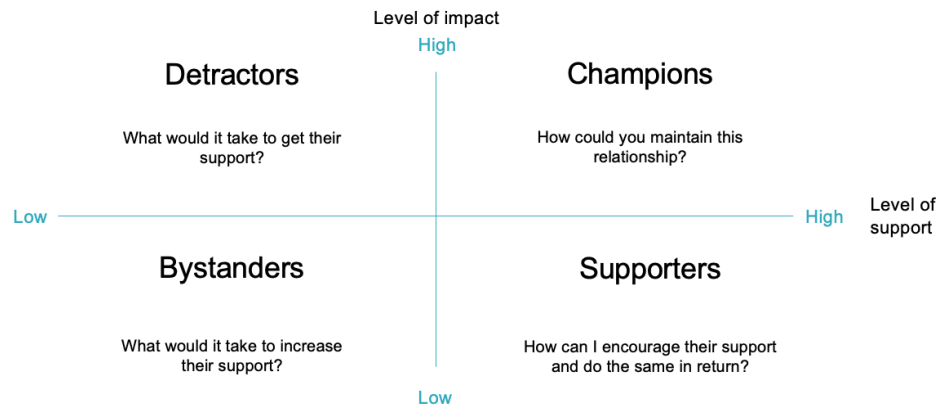 Level of impact
High
Detractors
Champions
What would it take to get their
support?
How could you maintain this
relationship?
Low
High
Level of
support
Bystanders
Supporters
What would it take to increase
their support?
How can I encourage their support
and do the same in return?
Low